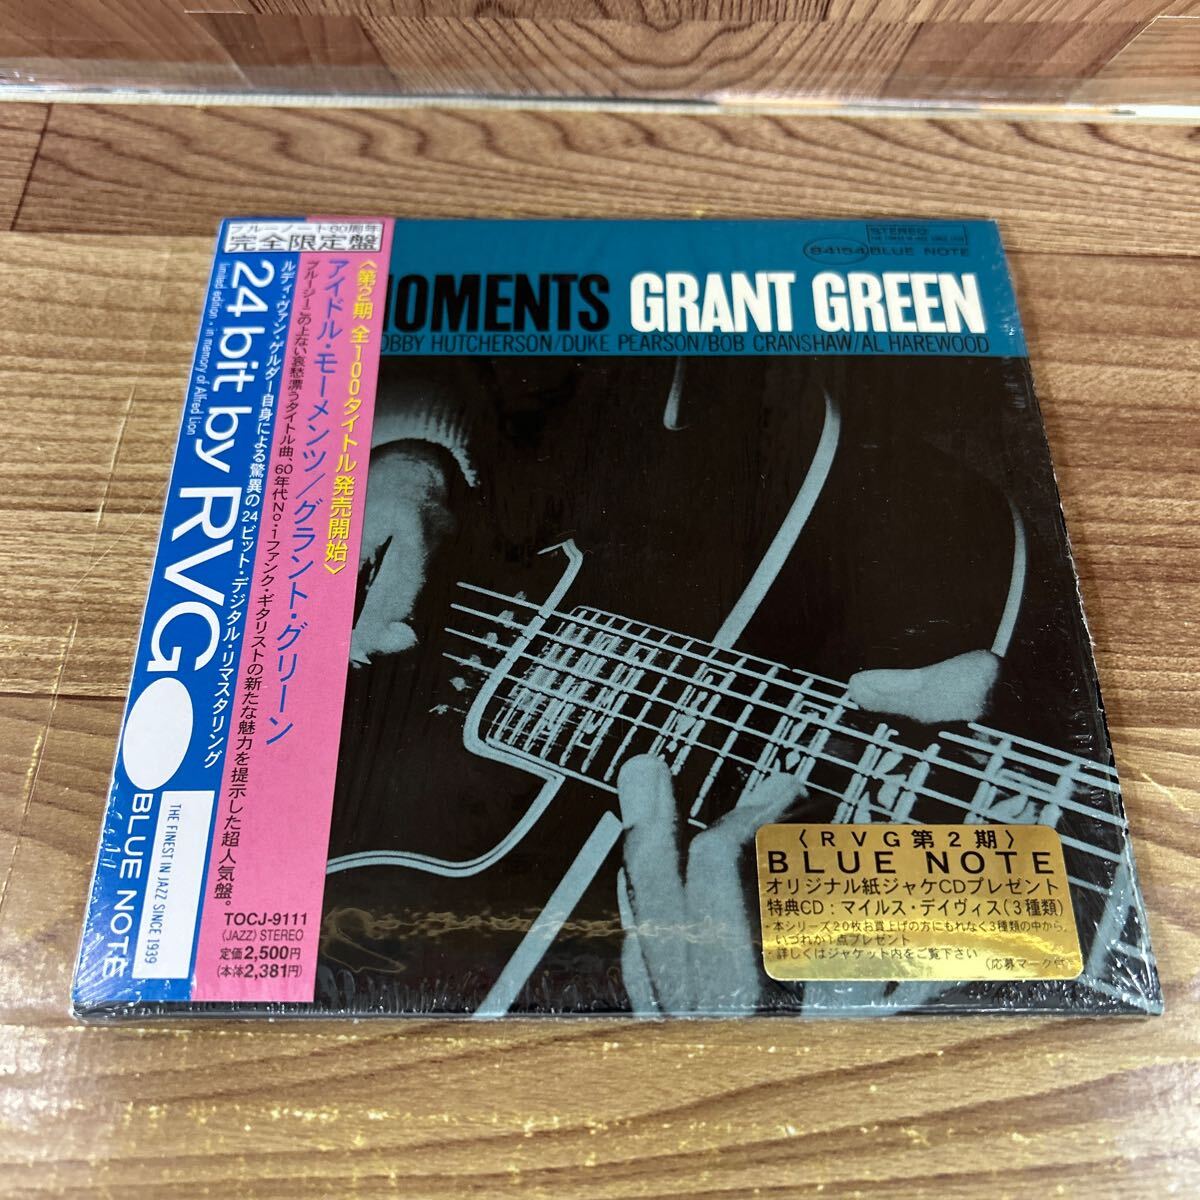 ブルーノート60周年
完全限定盤
24 bit by RVG
limited edition・in memory of Alfred Lion
ルディ・ヴァン・ゲルダー自身による驚異の24ビット・デジタル・リマスタリング
BLUE NOTE
THE FINEST IN JAZZ SINCE 1939
〈第2期 全100タイトル発売開始〉
アイドル・モーメンツ/グラント・グリーン
ブルージーこの上ない哀愁漂うタイトル曲、60年代No.1ファンク・ギタリストの新たな魅力を提示した超人気盤。
TOCJ-9111
(JAZZ) STEREO
定価2,500円
(本体2,381円)
STEREO
84154 BLUE NOTE
MOMENTS GRANT GREEN
OBBY HUTCHERSON/DUKE PEARSON/BOB CRANSHAW/AL HAREWOOD
〈RVG第2期〉
BLUE NOTE
オリジナル紙ジャケCDプレゼント
特典CD:マイルス・デイヴィス(3種類)
・本シリーズ20枚お買上げの方にもれなく3種類の中から、
いづれか1点プレゼント
・詳しくはジャケット内をご覧下さい
(応募マーク付)